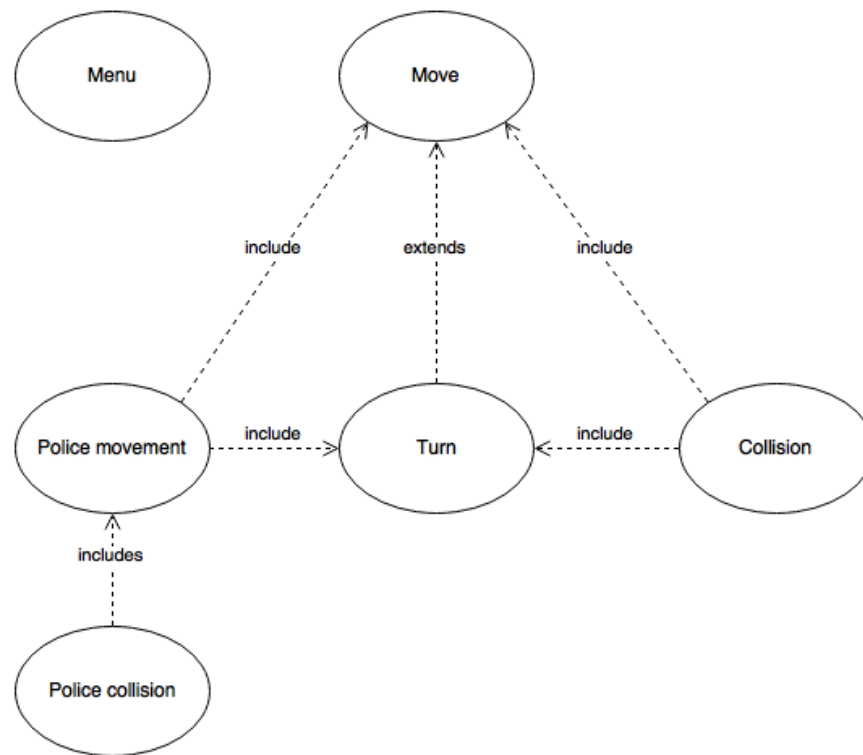 Menu
Move
include
extends
include
Police movement
include
Turn
include
Collision
includes
Police collision